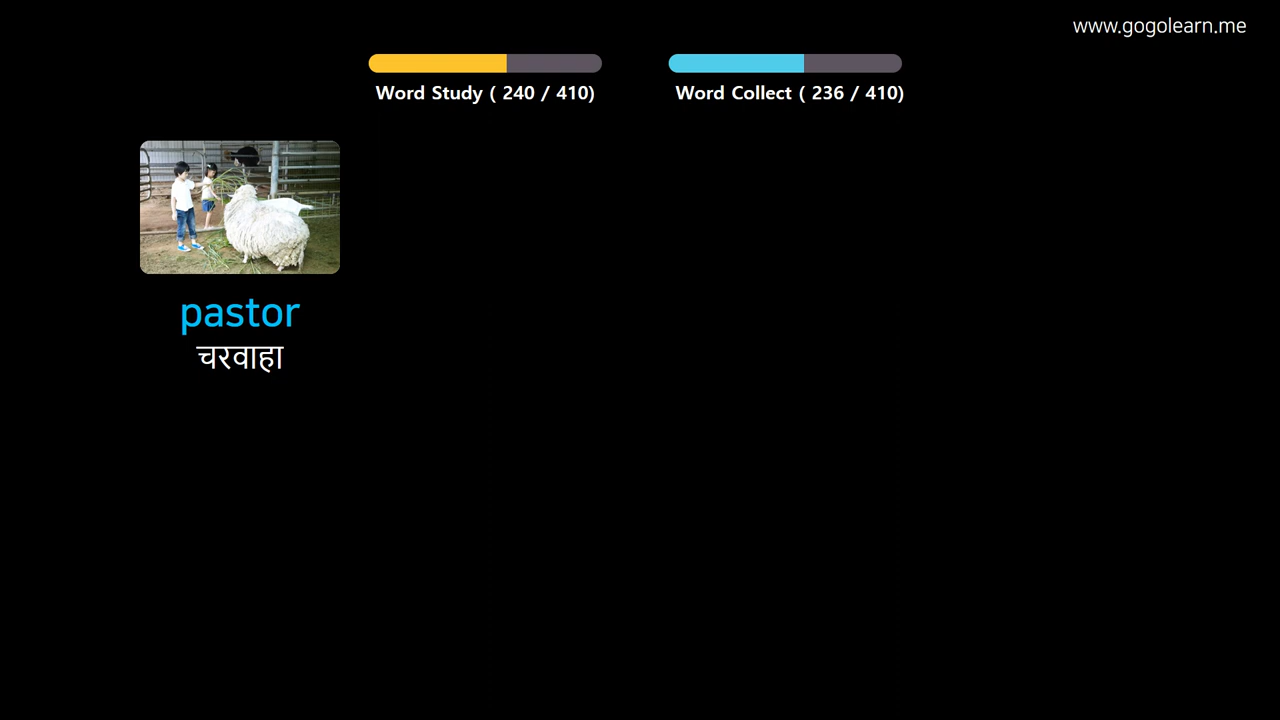 www.gogolearn.me
Word Study ( 240 / 410)
Word Collect ( 236 / 410)
pastor
चरवाहा